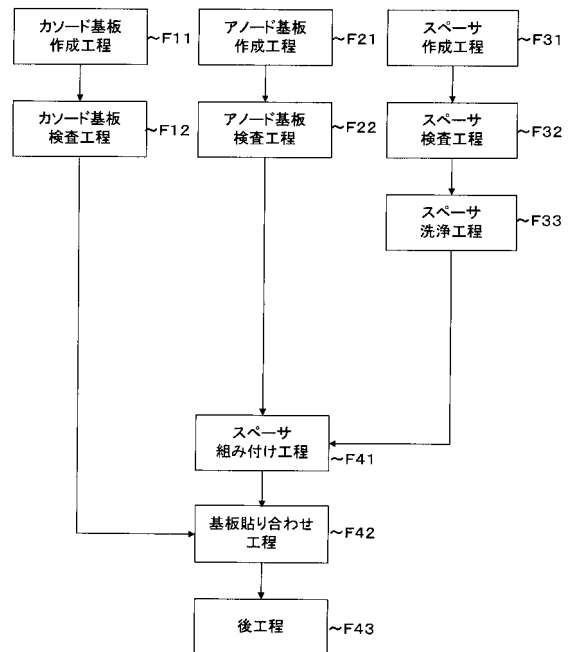 カソード基板
作成工程
~F11
アノード基板
作成工程
~F21
スペーサ
作成工程
~F31
カソード基板
検査工程
~F12
アノード基板
検査工程
~F22
スペーサ
検査工程
~F32
スペーサ
洗浄工程
~F33
スペーサ
組み付け工程
~F41
基板貼り合わせ
工程
~F42
後工程
~F43